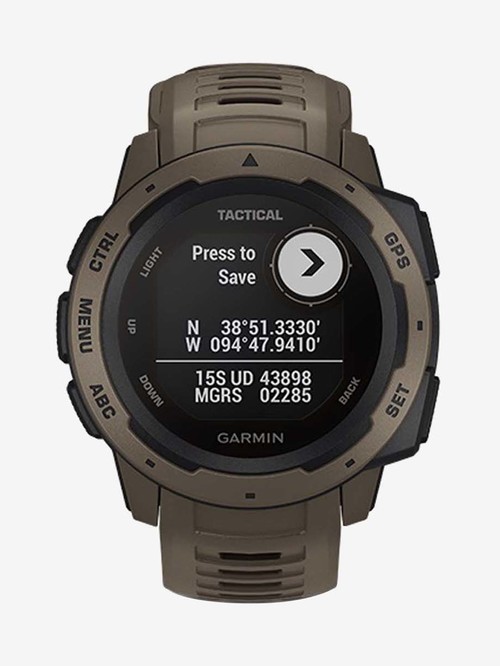 TACTICAL
CTRL
LIGHT
GPS
Press to
Save
MENU
UP
N 38°51.3330'
W 094°47.9410'
15S UD 43898
MGRS 02285
ABC
DOWN
BACK
SET
GARMIN